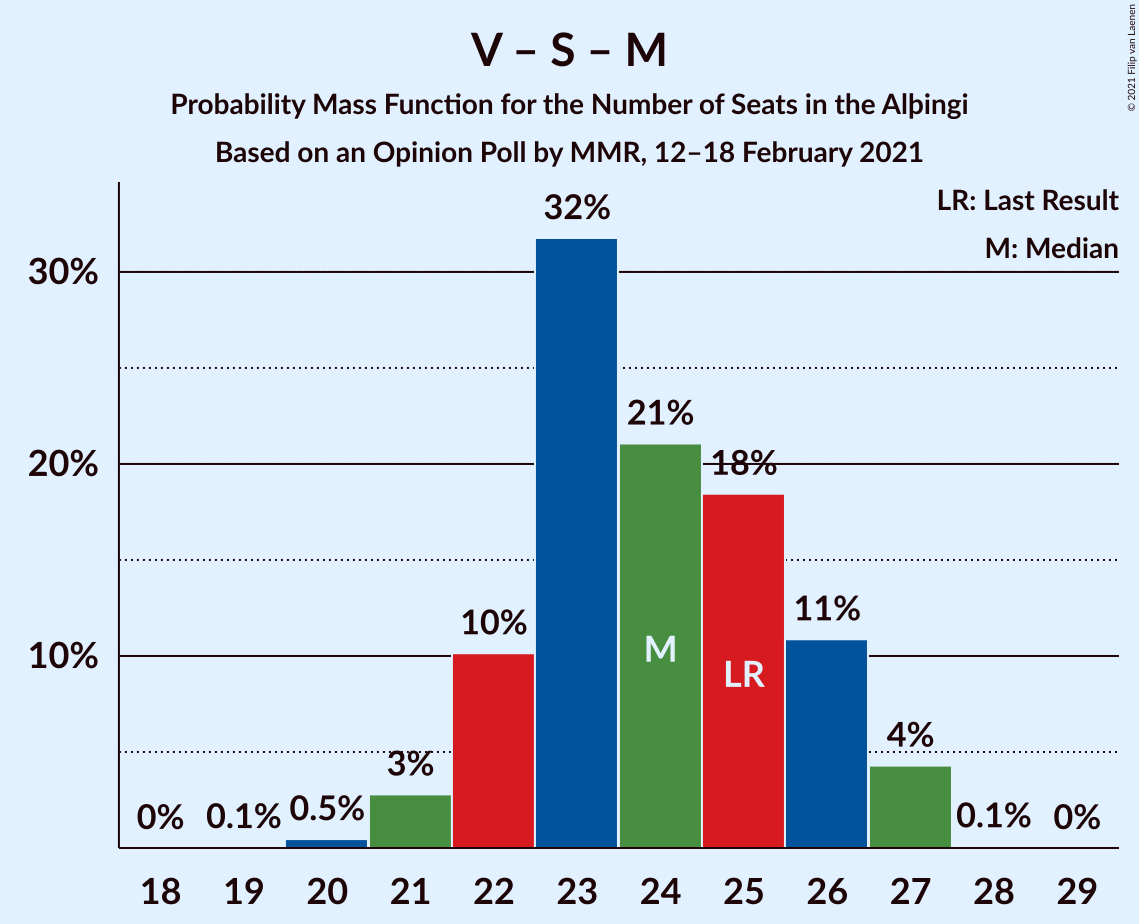 V – S – M
Probability Mass Function for the Number of Seats in the Alþingi
Based on an Opinion Poll by MMR, 12–18 February 2021
© 2021 Filip van Laenen
LR: Last Result
M: Median
30%
20%
10%
0%
0.1%
0.5%
3%
10%
32%
21%
18%
11%
4%
0.1%
0%
M
LR
18 19 20 21 22 23 24 25 26 27 28 29